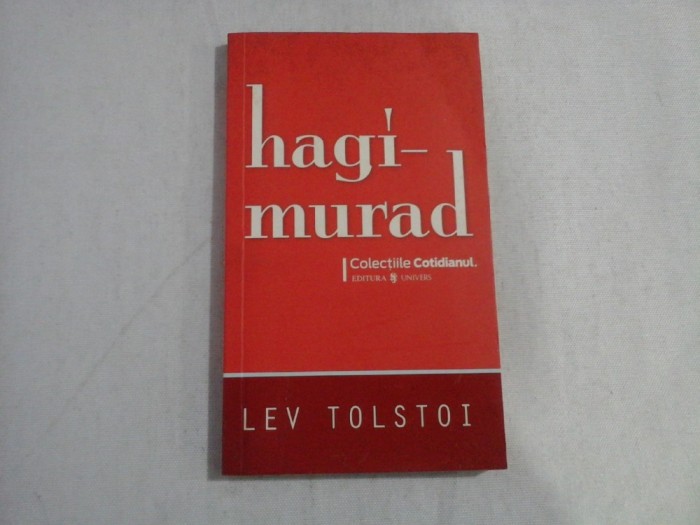 hagi-
murad
Colecțiile Cotidianul.
EDITURA UNIVERS
LEV TOLSTOI